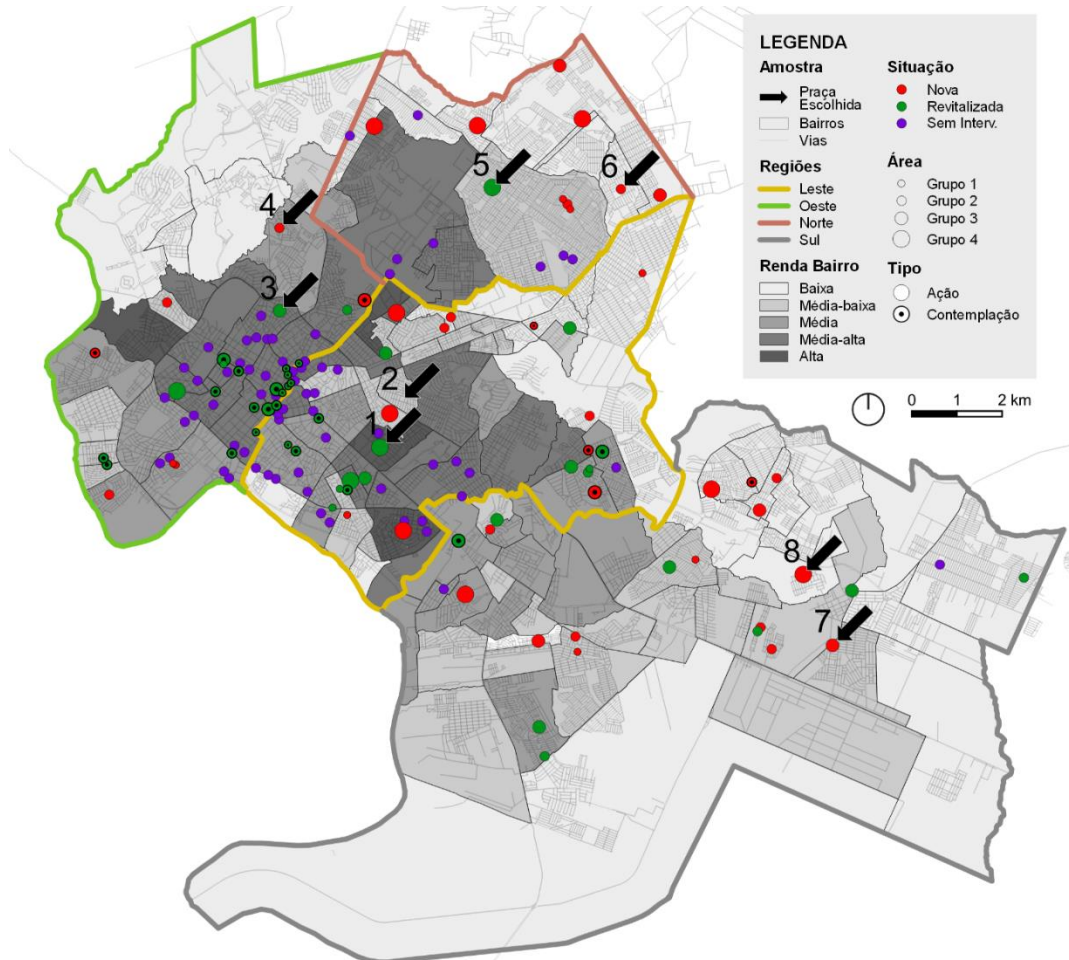 LEGENDA
Amostra
Praça
Escolhida
Bairros
Vias
Regiões
Leste
Oeste
Norte
Sul
Renda Bairro
Baixa
Média-baixa
Média
Média-alta
Alta
Situação
Nova
Revitalizada
Sem Interv.
Área
Grupo 1
Grupo 2
Grupo 3
Grupo 4
Tipo
Ação
Contemplação
0 1 2 km
5
6
4
3
2
1
8
7